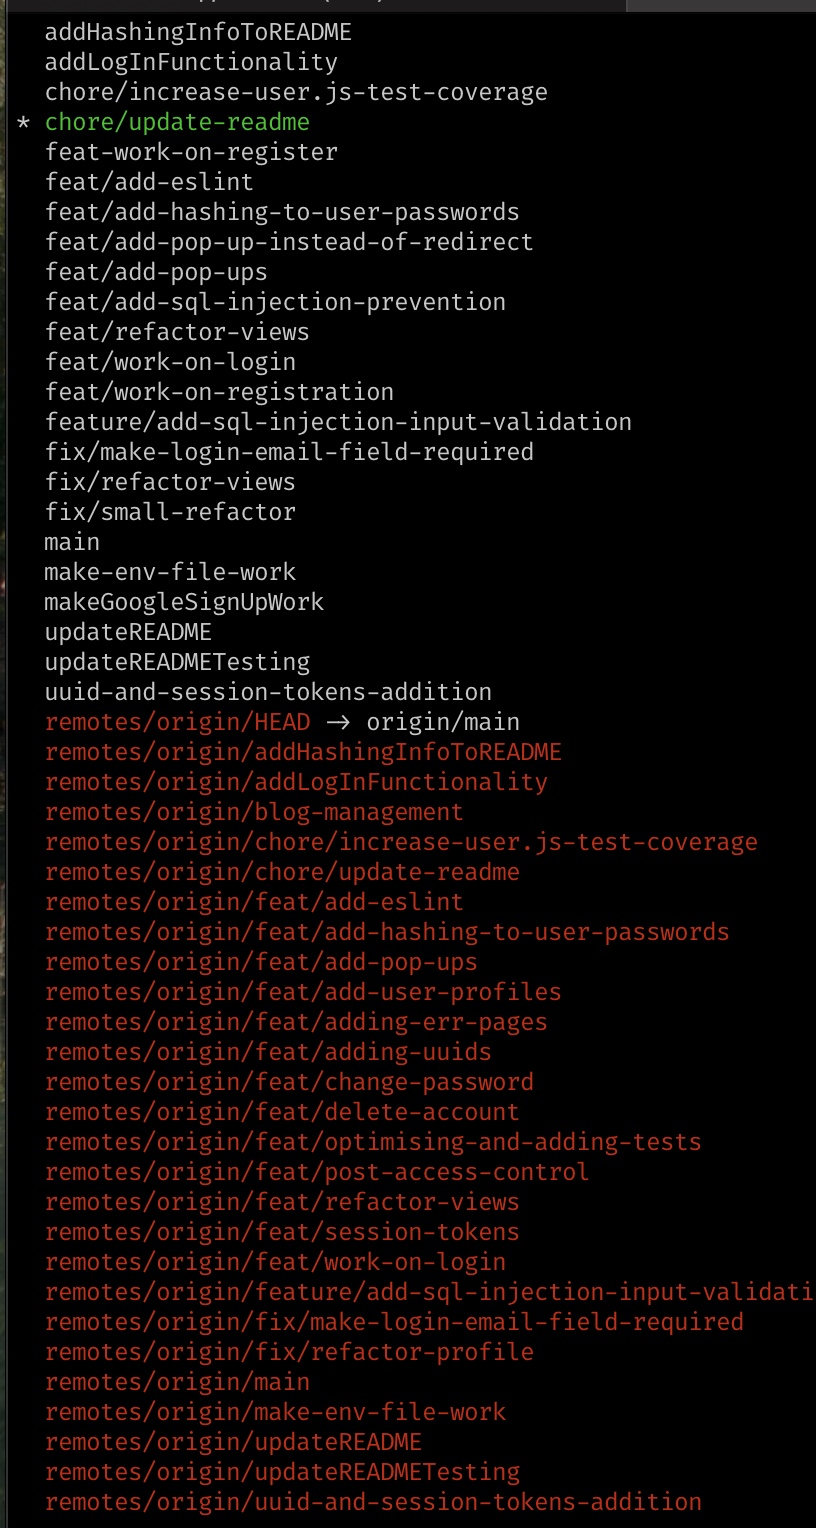 addHashingInfoToREADME
addLogInFunctionality
chore/increase-user.js-test-coverage
* chore/update-readme
feat-work-on-register
feat/add-eslint
feat/add-hashing-to-user-passwords
feat/add-pop-up-instead-of-redirect
feat/add-pop-ups
feat/add-sql-injection-prevention
feat/refactor-views
feat/work-on-login
feat/work-on-registration
feature/add-sql-injection-input-validation
fix/make-login-email-field-required
fix/refactor-views
fix/small-refactor
main
make-env-file-work
makeGoogleSignUpWork
updateREADME
updateREADMETesting
uuid-and-session-tokens-addition
remotes/origin/HEAD → origin/main
remotes/origin/addHashingInfoToREADME
remotes/origin/addLogInFunctionality
remotes/origin/blog-management
remotes/origin/chore/increase-user.js-test-coverage
remotes/origin/chore/update-readme
remotes/origin/feat/add-eslint
remotes/origin/feat/add-hashing-to-user-passwords
remotes/origin/feat/add-pop-ups
remotes/origin/feat/add-user-profiles
remotes/origin/feat/adding-err-pages
remotes/origin/feat/adding-uuids
remotes/origin/feat/change-password
remotes/origin/feat/delete-account
remotes/origin/feat/optimising-and-adding-tests
remotes/origin/feat/post-access-control
remotes/origin/feat/refactor-views
remotes/origin/feat/session-tokens
remotes/origin/feat/work-on-login
remotes/origin/feature/add-sql-injection-input-validati
remotes/origin/fix/make-login-email-field-required
remotes/origin/fix/refactor-profile
remotes/origin/main
remotes/origin/make-env-file-work
remotes/origin/updateREADME
remotes/origin/updateREADMETesting
remotes/origin/uuid-and-session-tokens-addition